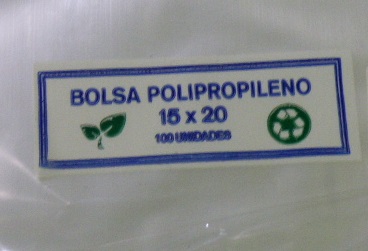 BOLSA POLIPROPILENO
15 x 20
100 UNIDADES